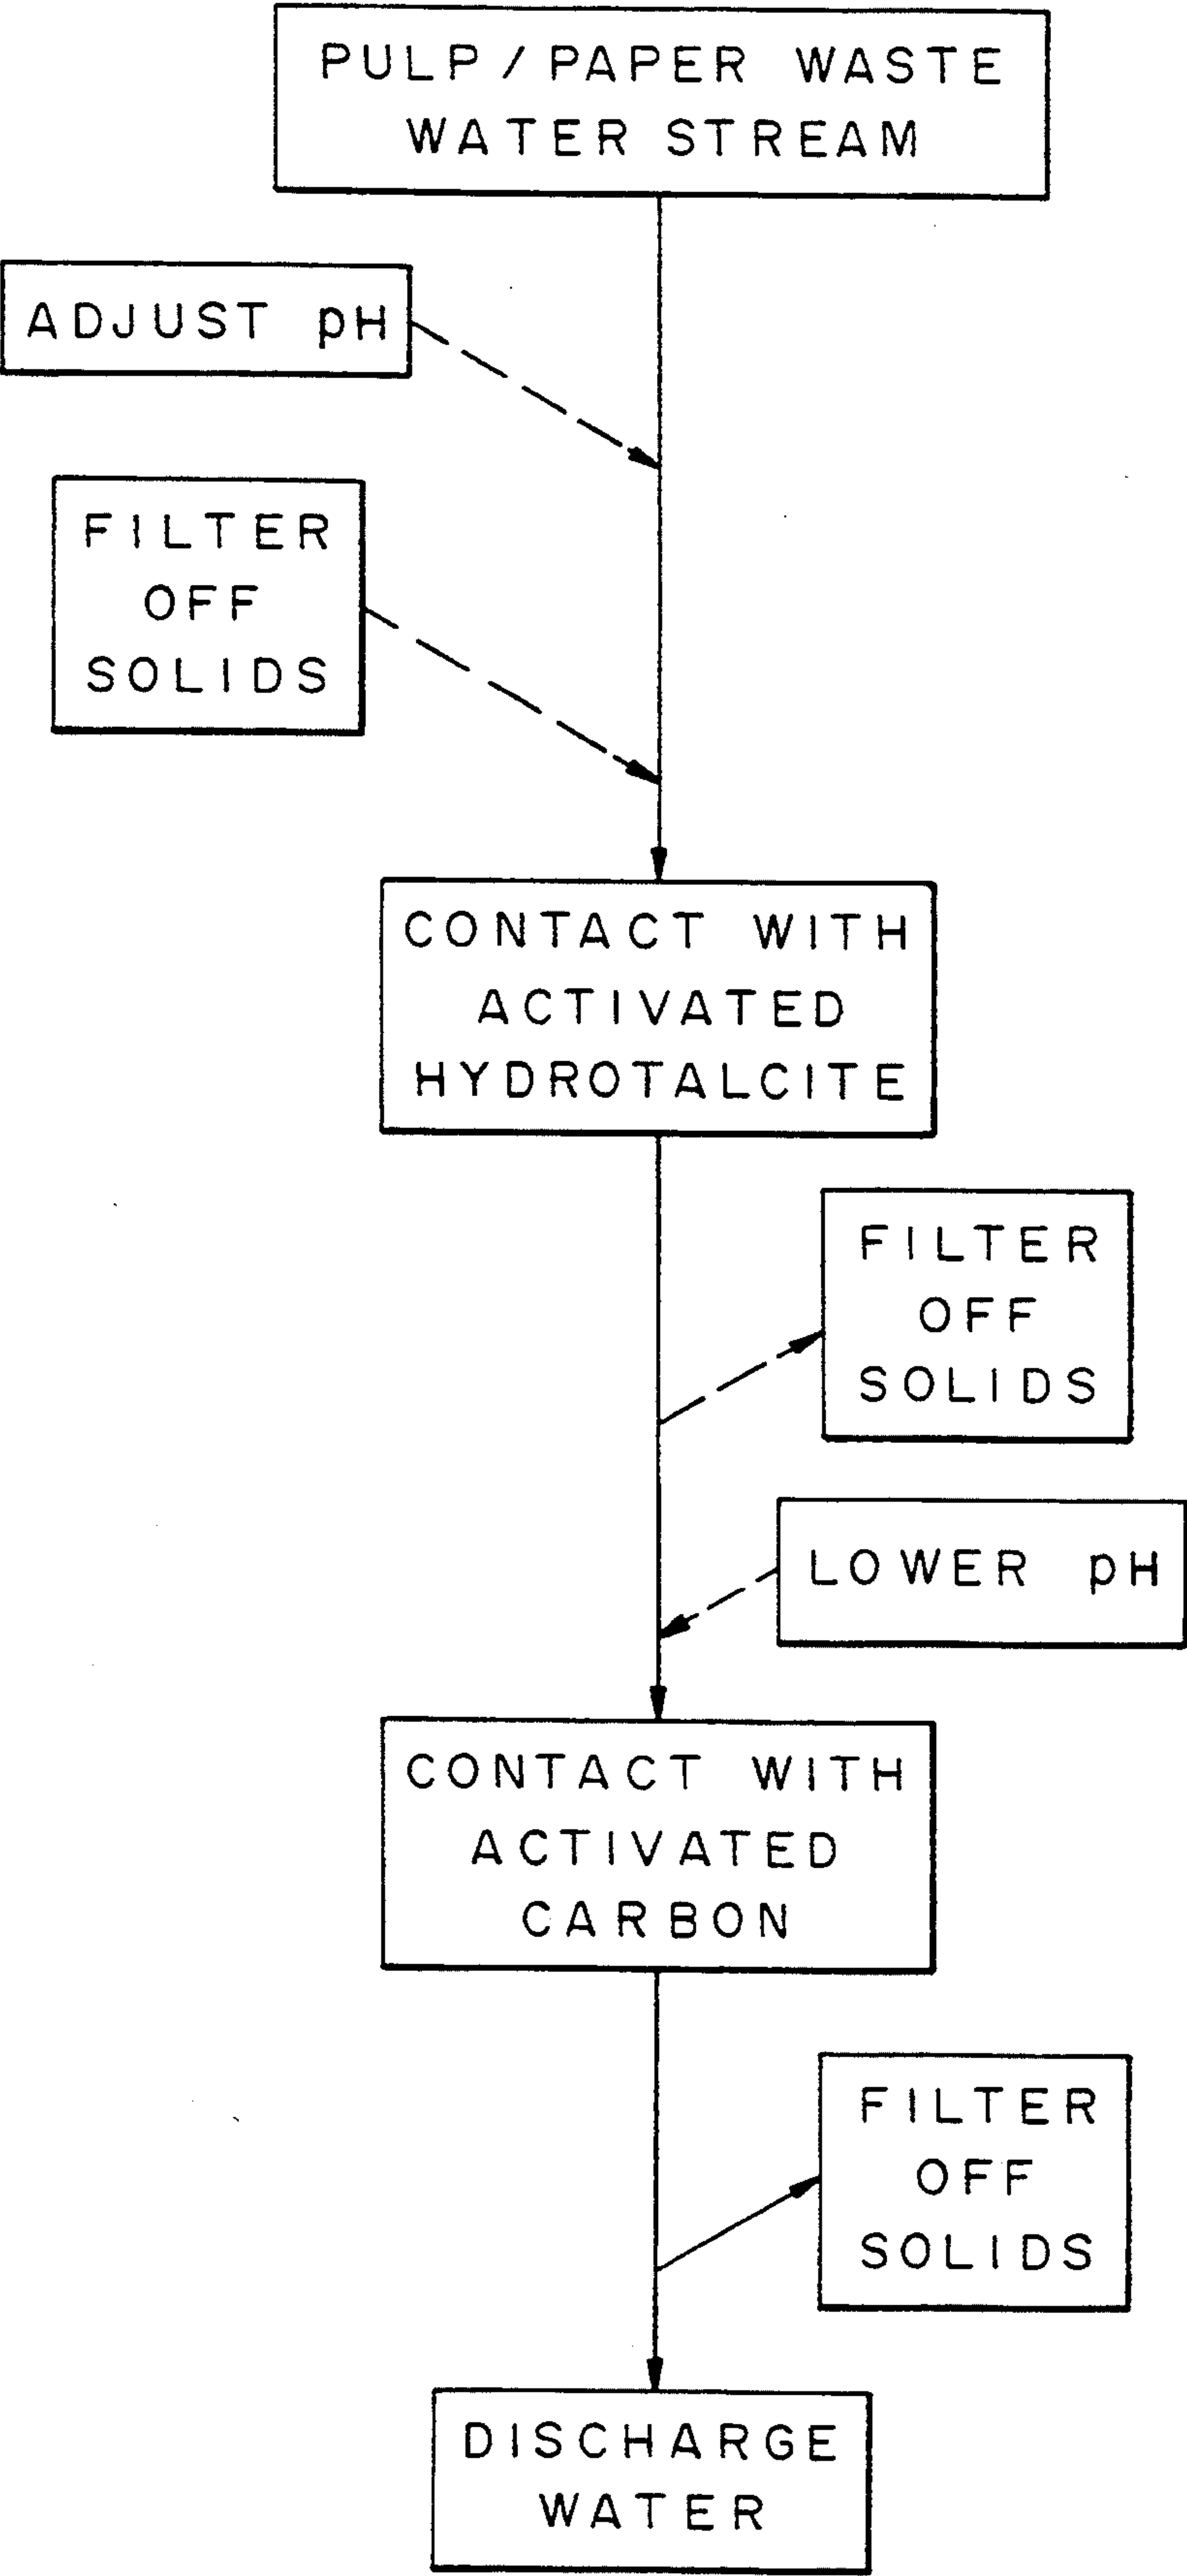 PULP/PAPER WASTE
WATER STREAM
ADJUST pH
FILTER
OFF
SOLIDS
CONTACT WITH
ACTIVATED
HYDROTALCITE
FILTER
OFF
SOLIDS
LOWER pH
CONTACT WITH
ACTIVATED
CARBON
FILTER
OFF
SOLIDS
DISCHARGE
WATER